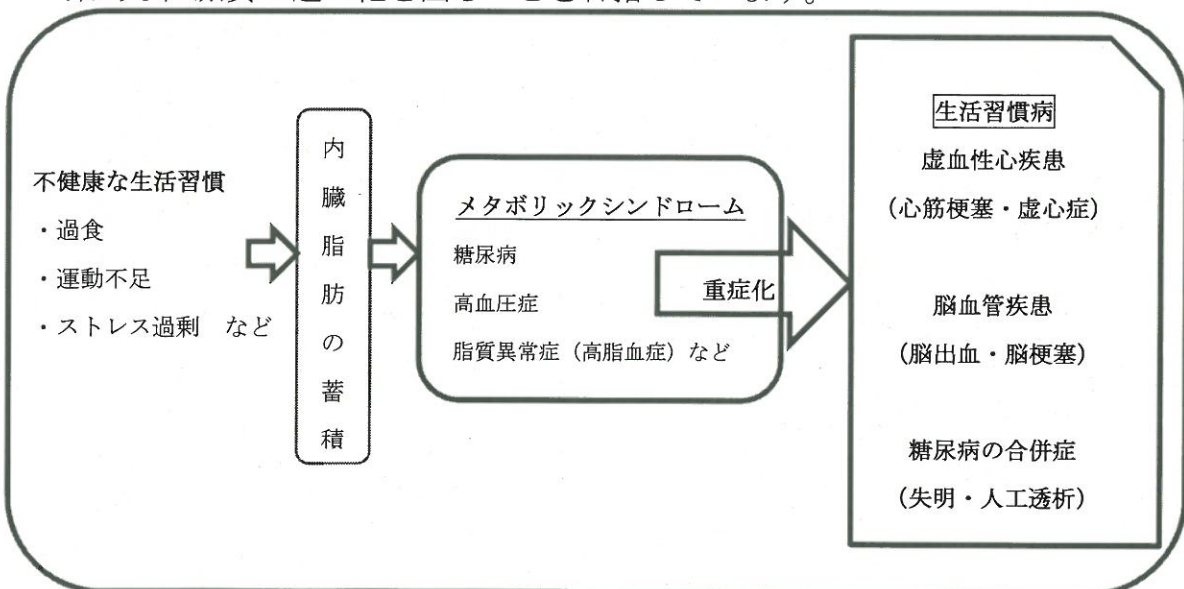 不健康な生活習慣
・過食
・運動不足
・ストレス過剰　など
内臓脂肪の蓄積
メタボリックシンドローム
糖尿病
高血圧症
脂質異常症（高脂血症）など
重症化
生活習慣病
虚血性心疾患
（心筋梗塞・虚心症）
脳血管疾患
（脳出血・脳梗塞）
糖尿病の合併症
（失明・人工透析）